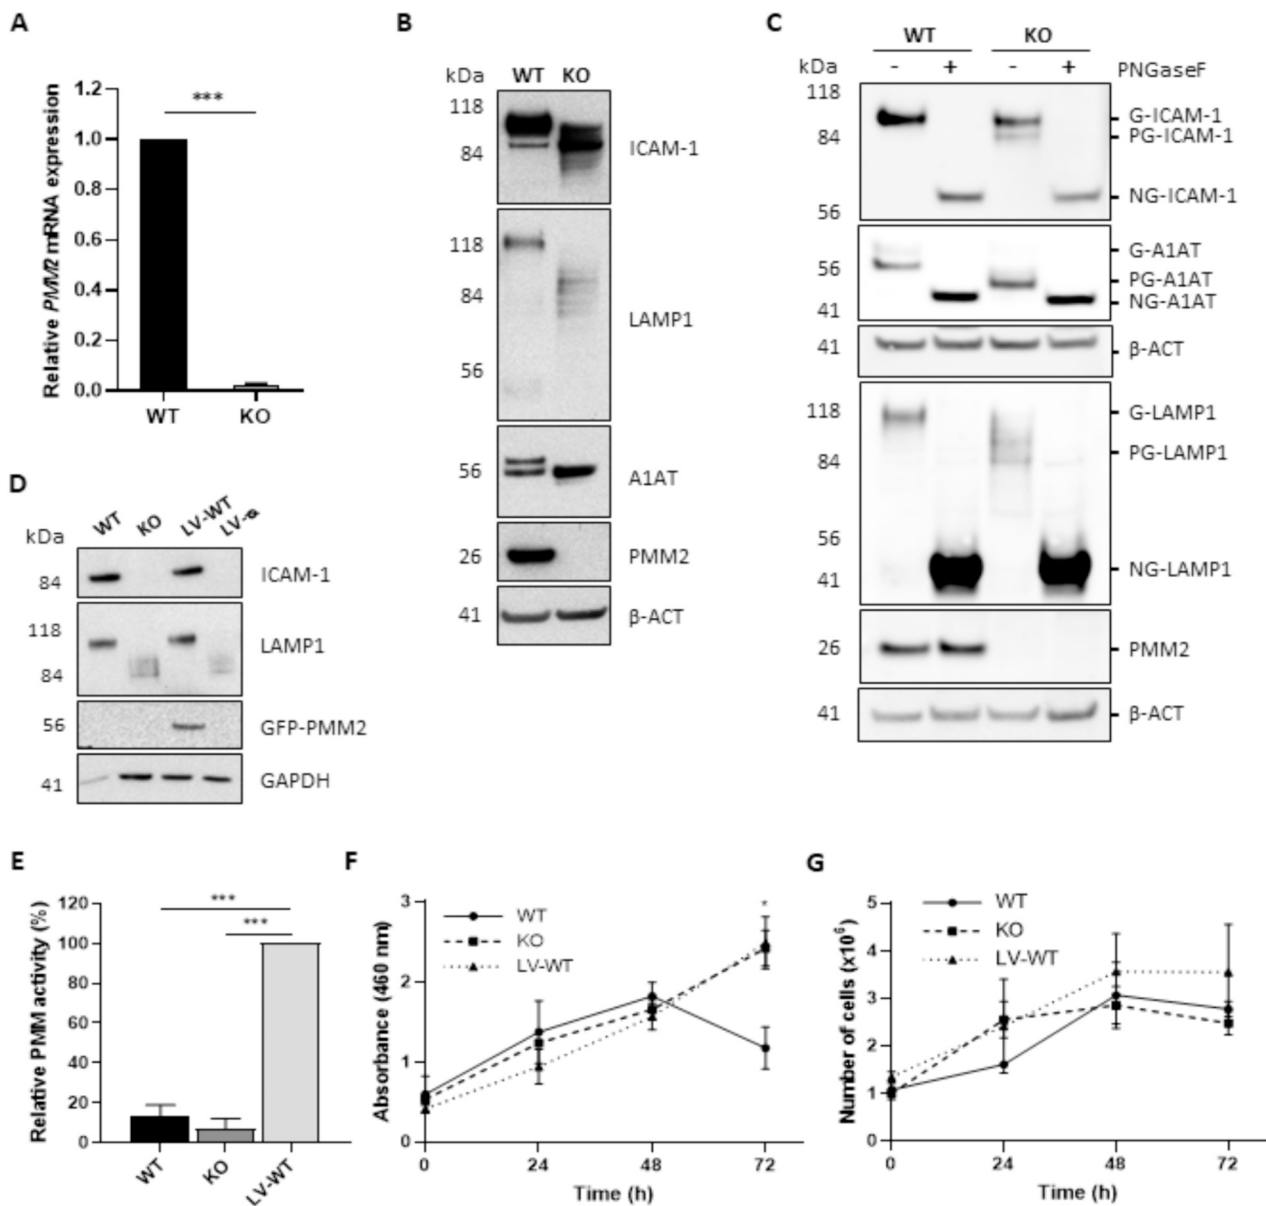 A
Relative PMM2 mRNA expression
1.2
1.0
0.8
0.6
0.4
0.2
0.0
***
WT
KO
B
kDa
WT
KO
118
84
ICAM-1
118
84
56
LAMP1
56
A1AT
26
PMM2
41
β-ACT
C
WT
KO
kDa
-
+
-
+
PNGaseF
118
84
56
G-ICAM-1
PG-ICAM-1
NG-ICAM-1
56
41
G-A1AT
PG-A1AT
NG-A1AT
41
β-ACT
118
84
56
41
G-LAMP1
PG-LAMP1
NG-LAMP1
26
PMM2
41
β-ACT
D
kDa
WT
KO
LV-WT
84
ICAM-1
118
84
LAMP1
56
GFP-PMM2
41
GAPDH
E
Relative PMM activity (%)
120
100
80
60
40
20
0
***
***
WT
KO
LV-WT
F
Absorbance (460 nm)
3
2
1
0
WT
KO
LV-WT
*
0
24
48
72
Time (h)
G
Number of cells (x10⁶)
5
4
3
2
1
0
WT
KO
LV-WT
0
24
48
72
Time (h)